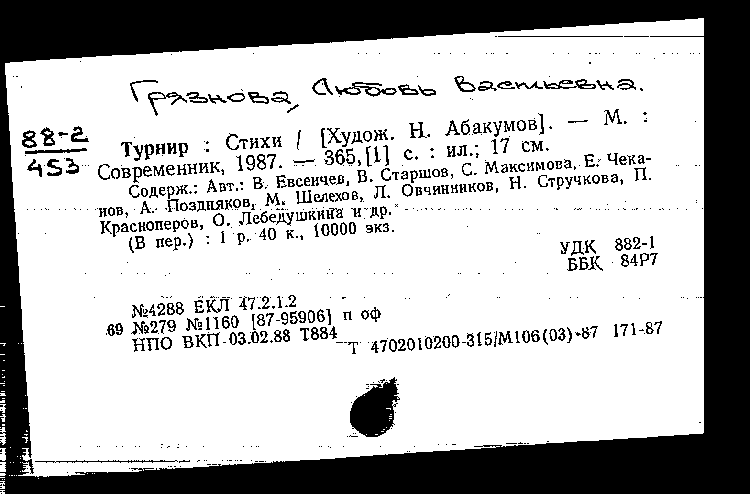 Грязнова, Любовь Васильевна.
88-2
453
Турнир : Стихи / [Худож. Н. Абакумов]. — М. :
Современник, 1987. — 365,[1] с. : ил.; 17 см.
Содерж.: Авт.: В. Евсеичев, В. Старшов, С. Максимова, Е. Чека-
нов, А. Поздняков, М. Шелехов, Л. Овчинников, Н. Стручкова, П.
Красноперов, О. Лебедушкина и др.
(В пер.) : 1 р. 40 к., 10000 экз.
УДК 882-1
ББК 84Р7
№4288 ЕКЛ 47.2.1.2
69 №279 №1160 [87-95906] п оф
НПО ВКП 03.02.88 Т884
Т 4702010200-315/М106(03)-87 171-87